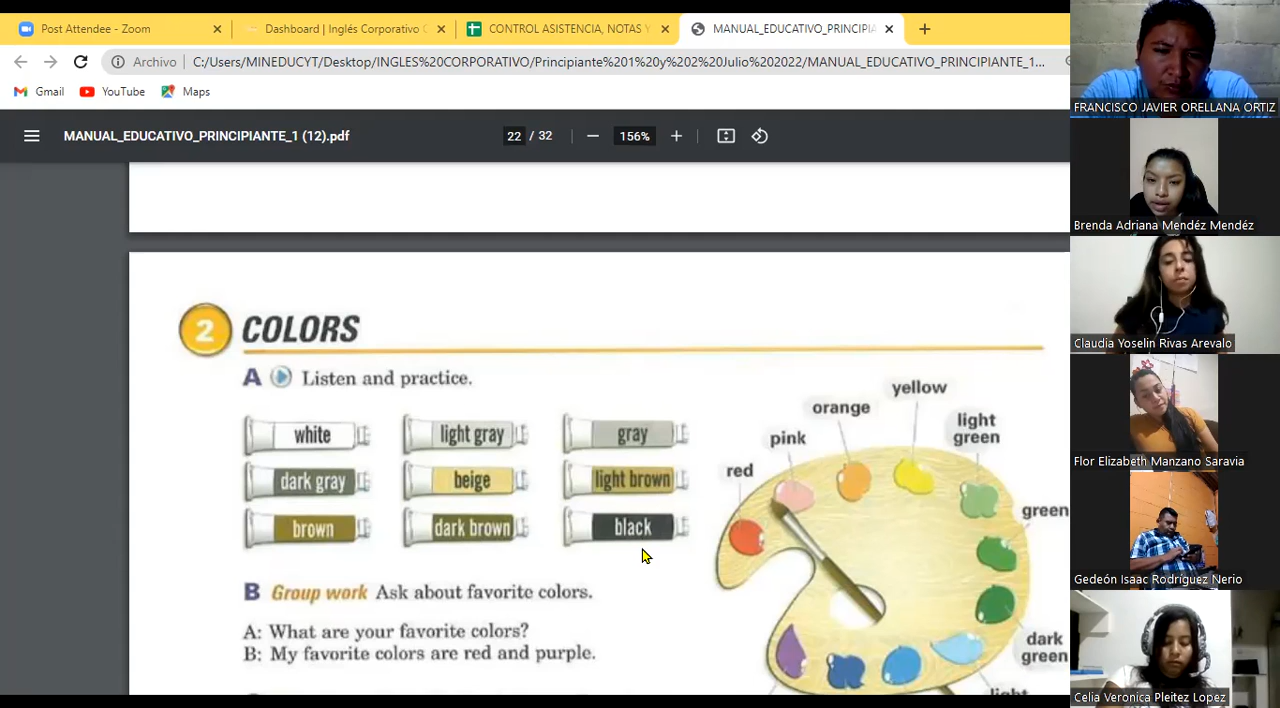 Post Attendee - Zoom
Dashboard | Inglés Corporativo
CONTROL ASISTENCIA, NOTAS Y
MANUAL_EDUCATIVO_PRINCIPIA
Archivo
C:/Users/MINEDUCYT/Desktop/INGLES%20CORPORATIVO/Principiante%201%20y%202%20Julio%202022/MANUAL_EDUCATIVO_PRINCIPIANTE_1...
Gmail YouTube Maps
MANUAL_EDUCATIVO_PRINCIPIANTE_1 (12).pdf
22 / 32
156%
2 COLORS
A Listen and practice.
white light gray gray
dark gray beige light brown
brown dark brown black
red
pink
orange
yellow
light
green
green
dark
green
light
B Group work Ask about favorite colors.
A: What are your favorite colors?
B: My favorite colors are red and purple.
FRANCISCO JAVIER ORELLANA ORTIZ
Brenda Adriana Mendéz Mendéz
Claudia Yoselin Rivas Arevalo
Flor Elizabeth Manzano Saravia
Gedeón Isaac Rodríguez Nerio
Celia Veronica Pleitez Lopez